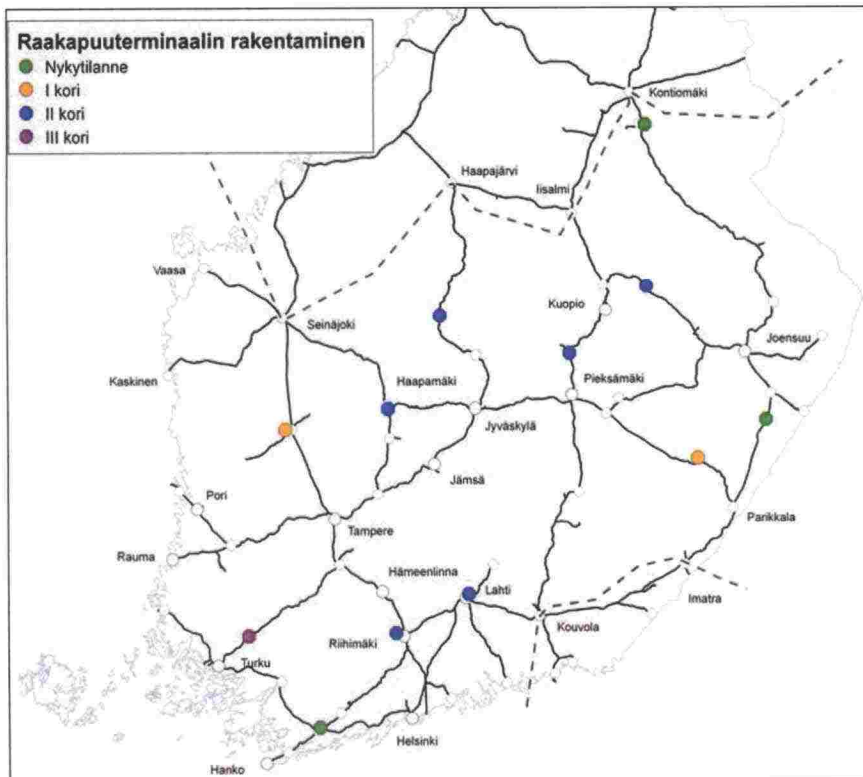 Raakapuuterminaalin rakentaminen
Nykytilanne
I kori
II kori
III kori
Kontiomäki
Haapajärvi
Iisalmi
Vaasa
Seinäjoki
Kuopio
Joensuu
Kaskinen
Haapamäki
Pieksämäki
Jyväskylä
Jämsä
Pori
Parikkala
Tampere
Rauma
Hämeenlinna
Lahti
Imatra
Kouvola
Riihimäki
Turku
Helsinki
Hanko